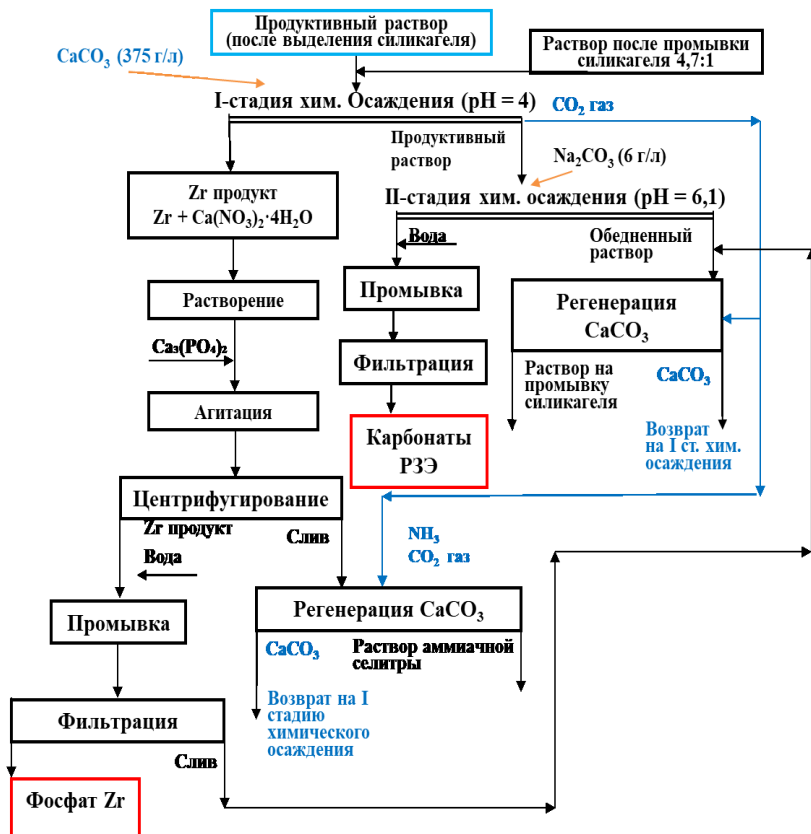 Продуктивный раствор
(после выделения силикагеля)
Раствор после промывки
силикагеля 4,7:1
CaCO₃ (375 г/л)
I-стадия хим. Осаждения (pH = 4)
CO₂ газ
Продуктивный
раствор
Na₂CO₃ (6 г/л)
Zr продукт
Zr + Ca(NO₃)₂·4H₂O
II-стадия хим. осаждения (pH = 6,1)
Вода
Обедненный
раствор
Растворение
Промывка
Регенерация
CaCO₃
Ca₃(PO₄)₂
Фильтрация
Раствор на
промывку
силикагеля
CaCO₃
Агитация
Карбонаты
РЗЭ
Возврат
на I ст. хим.
осаждения
Центрифугирование
Zr продукт
Слив
NH₃
CO₂ газ
Вода
Промывка
Регенерация CaCO₃
CaCO₃
Раствор аммиачной
селитры
Возврат на I
стадию
химического
осаждения
Фильтрация
Слив
Фосфат Zr